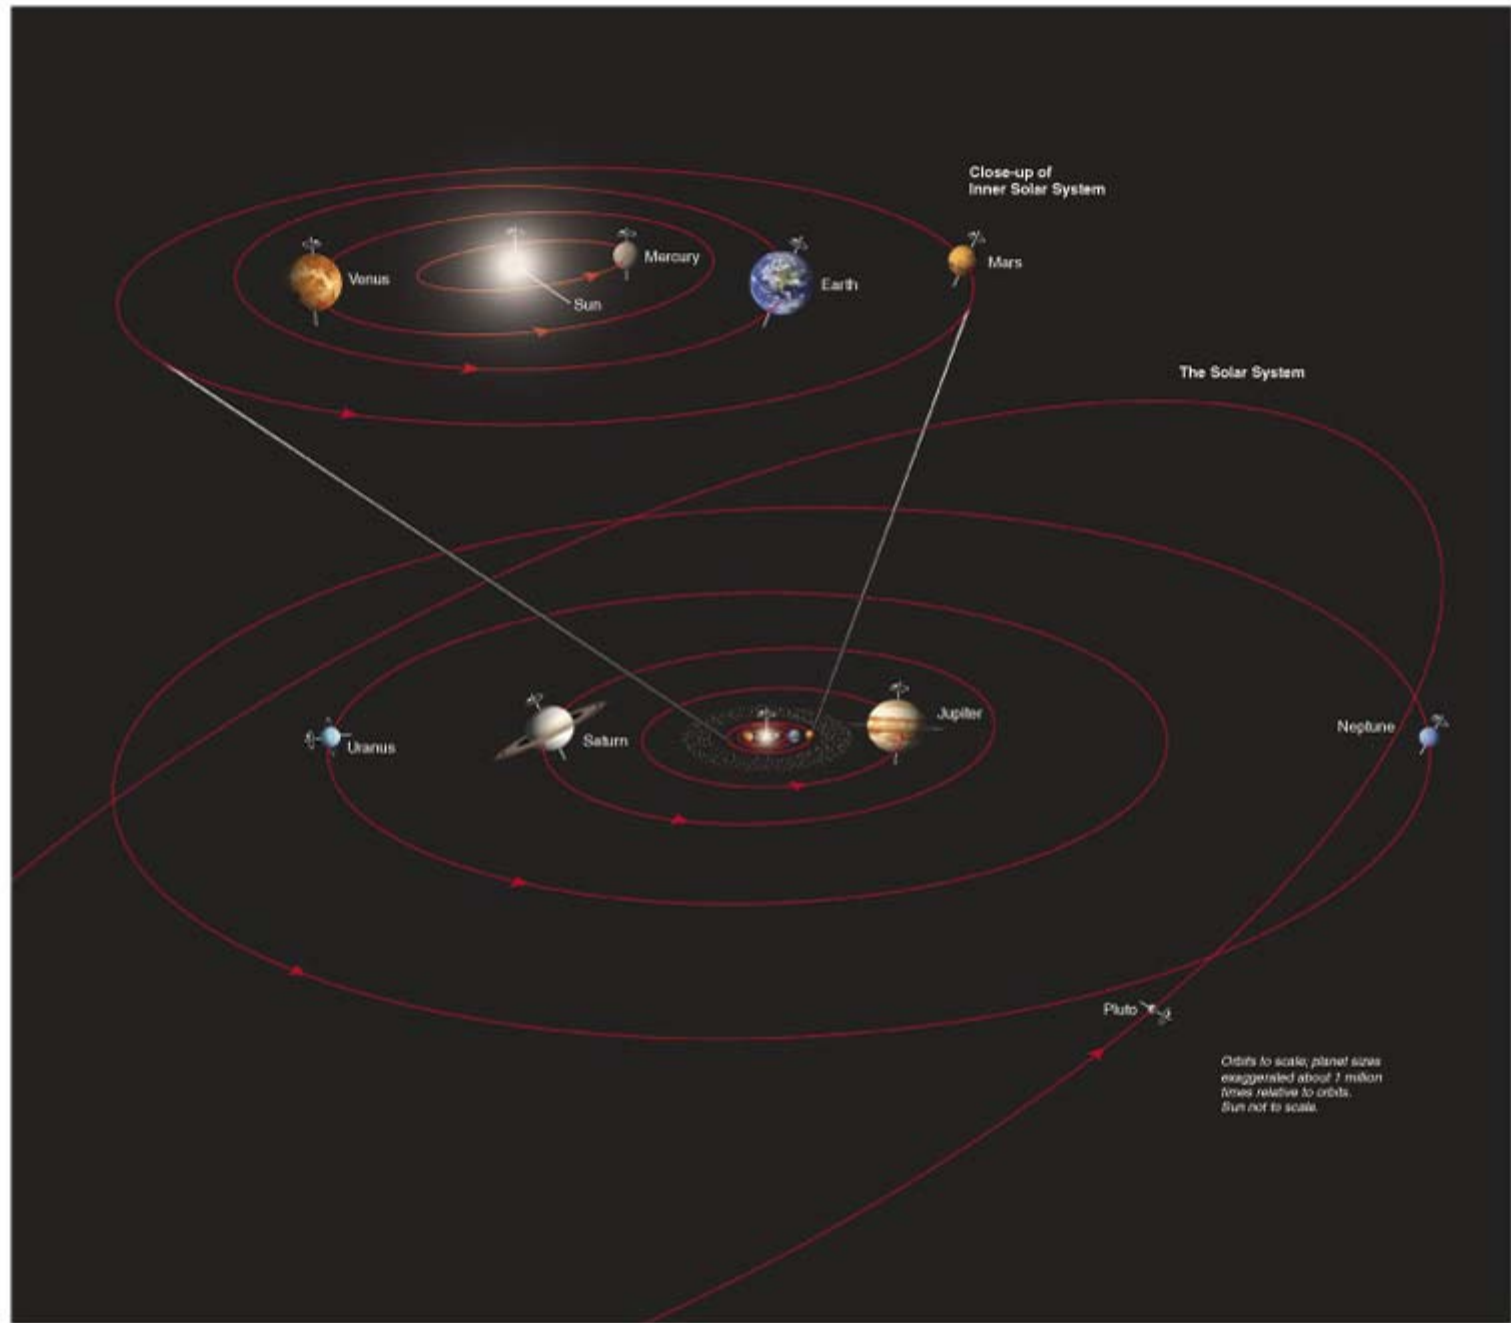 Close-up of
Inner Solar System
Venus
Mercury
Sun
Earth
Mars
The Solar System
Uranus
Saturn
Jupiter
Neptune
Pluto
Orbits to scale; planet sizes
exaggerated about 1 million
times relative to orbits.
Sun not to scale.